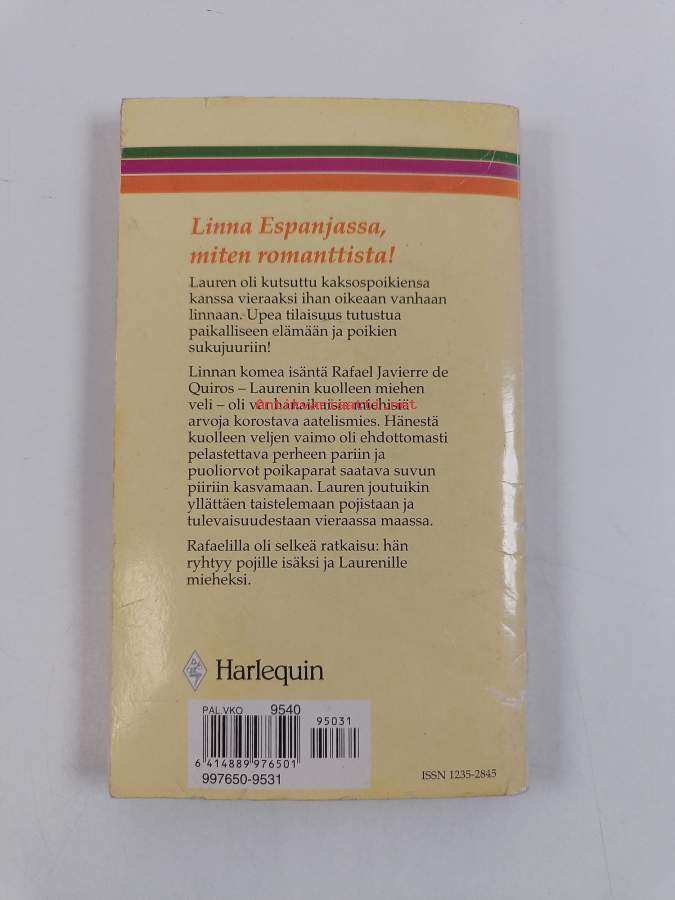 Linna Espanjassa,
miten romanttista!
Lauren oli kutsuttu kaksospoikiensa
kanssa vieraaksi ihan oikeaan vanhaan
linnaan. Upea tilaisuus tutustua
paikalliseen elämään ja poikien
sukujuuriin!
Linnan komea isäntä Rafael Javierre de
Quiros – Laurenin kuolleen miehen
veli – oli vanhanaikaisia miehisiä
arvoja korostava aatelismies. Hänestä
kuolleen veljen vaimo oli ehdottomasti
pelastettava perheen pariin ja
puoliorvot poikaparat saatava suvun
piiriin kasvamaan. Lauren joutuikin
yllättäen taistelemaan pojistaan ja
tulevaisuudestaan vieraassa maassa.
Rafaelilla oli selkeä ratkaisu: hän
ryhtyy pojille isäksi ja Laurenille
mieheksi.
Harlequin
PAL.VKO 9540
95031
6 414889 976501
997650-9531
ISSN 1235-2845